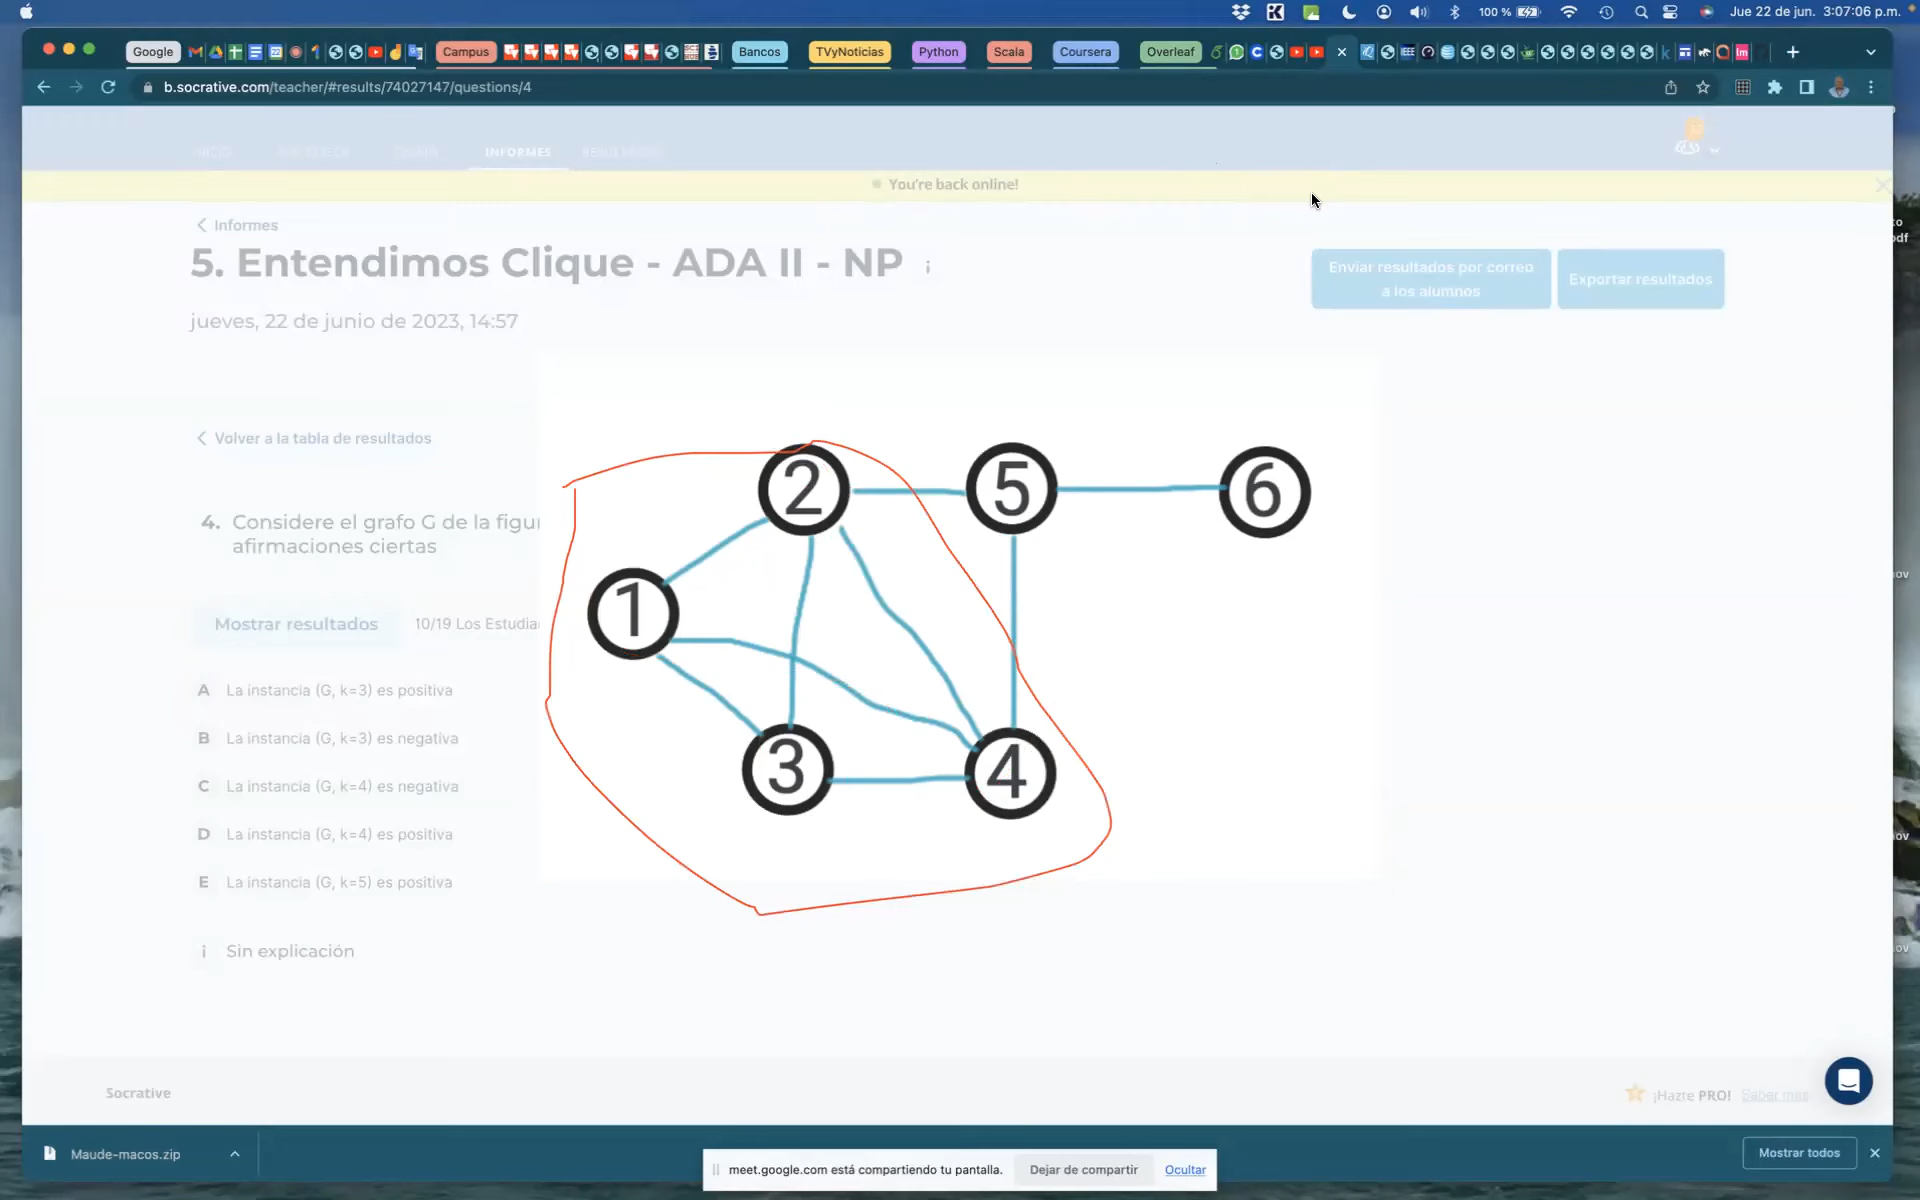 100 %
Jue 22 de jun. 3:07:06 p.m.
Google
Campus
Bancos
TVyNoticias
Python
Scala
Coursera
Overleaf
b.socrative.com/teacher/#results/74027147/questions/4
INFORMES
You're back online!
Informes
5. Entendimos Clique - ADA II - NP
jueves, 22 de junio de 2023, 14:57
Enviar resultados por correo
a los alumnos
Exportar resultados
Volver a la tabla de resultados
4. Considere el grafo G de la figu
afirmaciones ciertas
Mostrar resultados
10/19 Los Estudia
A La instancia (G, k=3) es positiva
B La instancia (G, k=3) es negativa
C La instancia (G, k=4) es negativa
D La instancia (G, k=4) es positiva
E La instancia (G, k=5) es positiva
i Sin explicación
2
5
6
1
3
4
Socrative
¡Hazte PRO! Saber más
Maude-macos.zip
meet.google.com está compartiendo tu pantalla.
Dejar de compartir
Ocultar
Mostrar todos